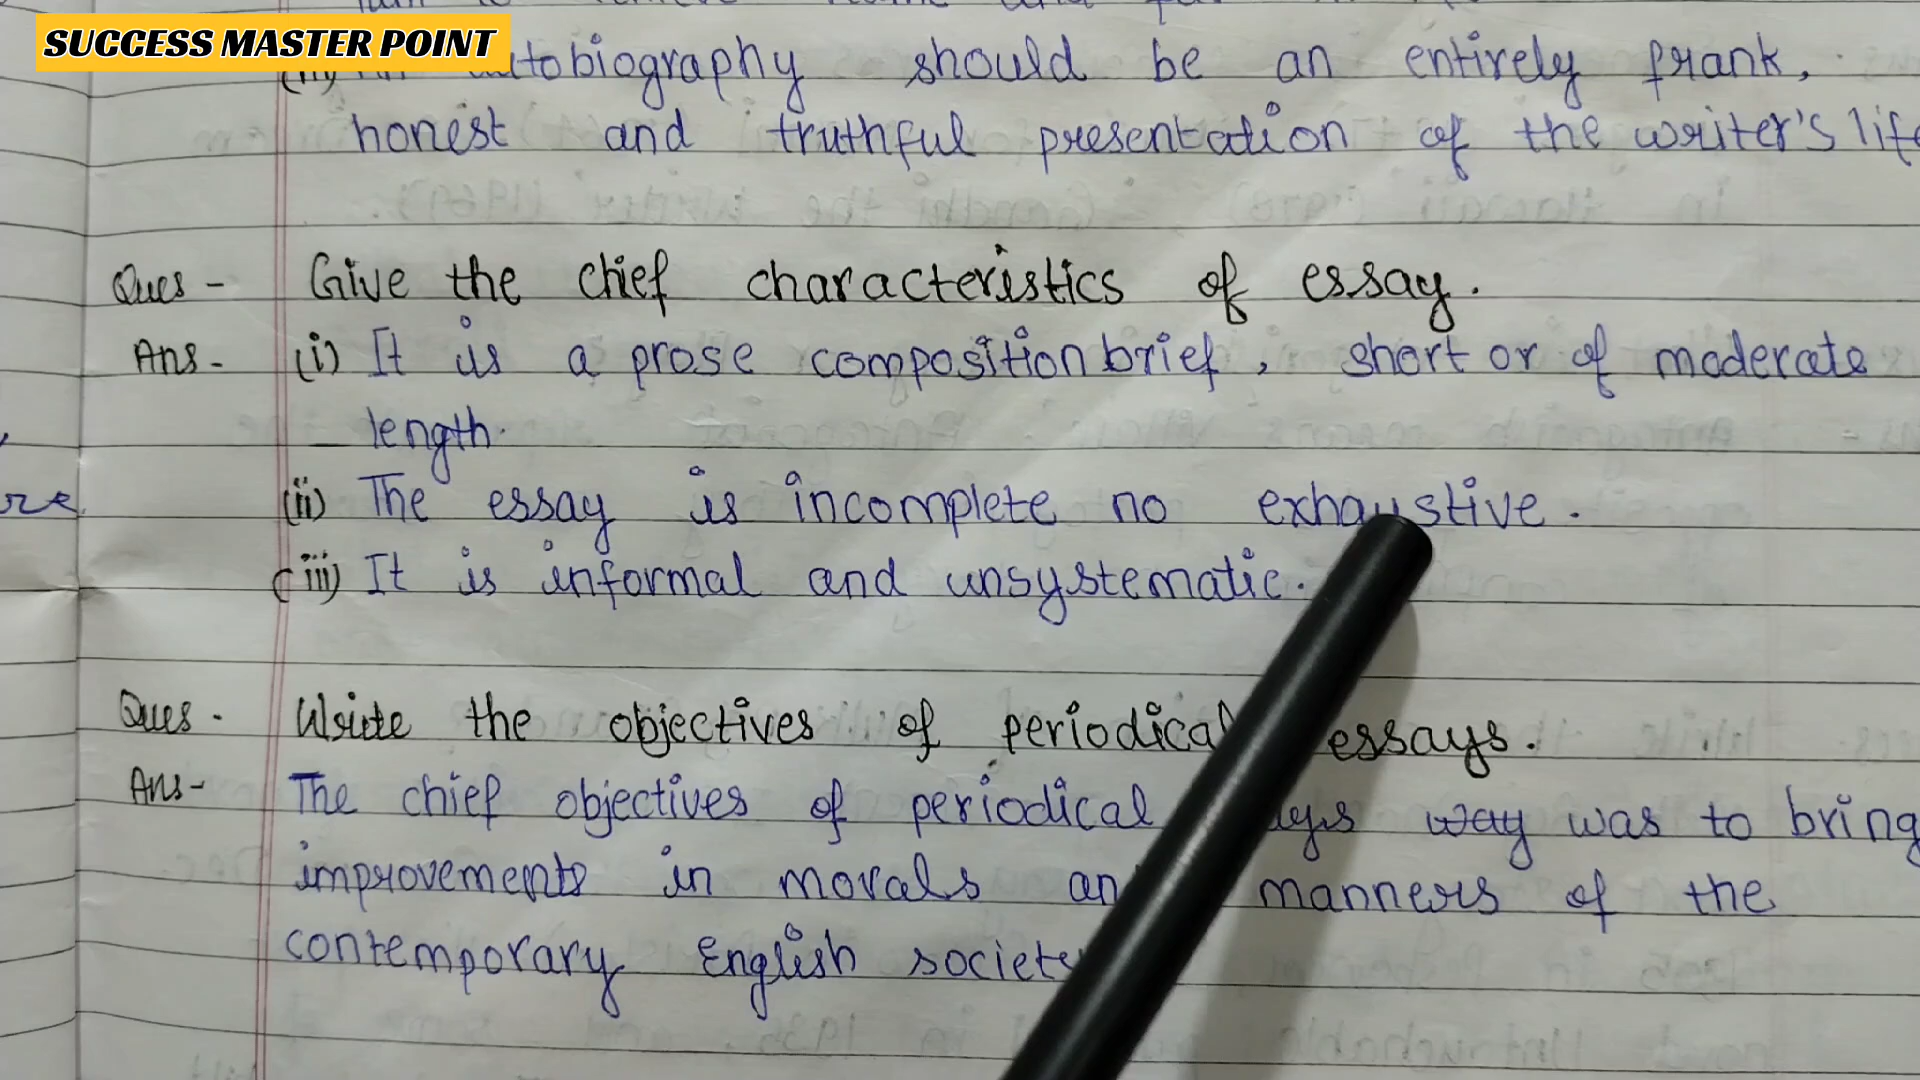 SUCCESS MASTER POINT
autobiography should be an entirely frank,
honest and truthful presentation of the writer's life
Ques - Give the chief characteristics of essay.
Ans - (i) It is a prose composition brief, short or of moderate
length.
re
(ii) The essay is incomplete no exhaustive.
(iii) It is informal and unsystematic.
Ques. Write the objectives of periodical essays.
Ans - The chief objectives of periodical way was to bring
improvements in morals and manners of the
contemporary English society